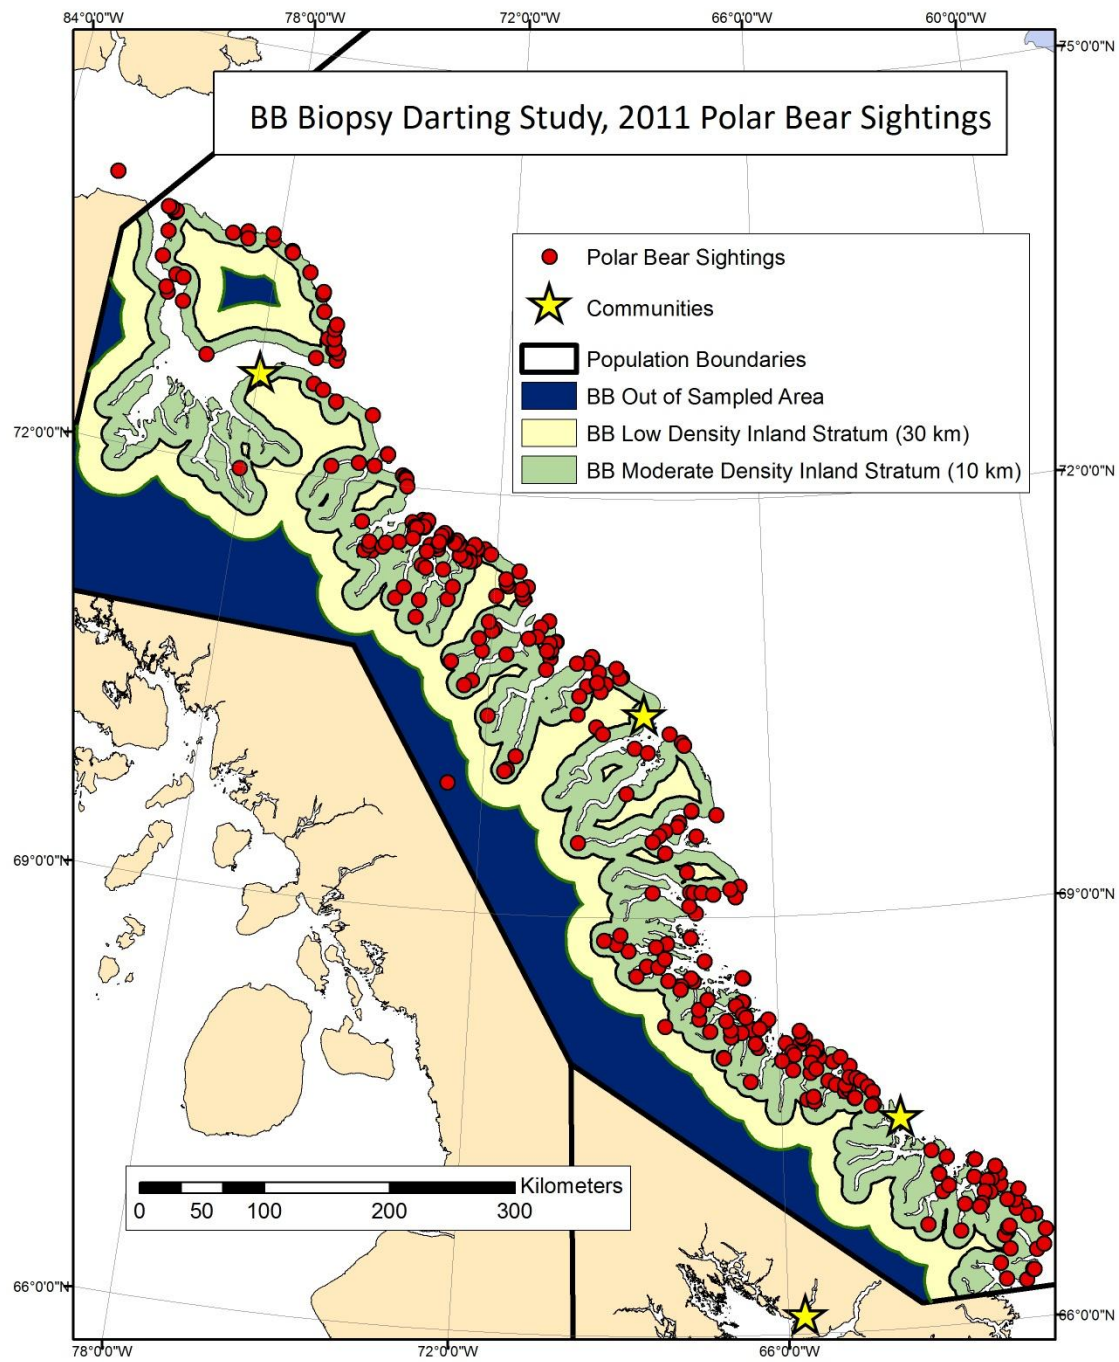 84°0'0"W
78°0'0"W
72°0'0"W
66°0'0"W
60°0'0"W
75°0'0"N
BB Biopsy Darting Study, 2011 Polar Bear Sightings
Polar Bear Sightings
Communities
Population Boundaries
BB Out of Sampled Area
BB Low Density Inland Stratum (30 km)
BB Moderate Density Inland Stratum (10 km)
72°0'0"N
72°0'0"N
69°0'0"N
69°0'0"N
Kilometers
0 50 100 200 300
66°0'0"N
66°0'0"N
78°0'0"W
72°0'0"W
66°0'0"W